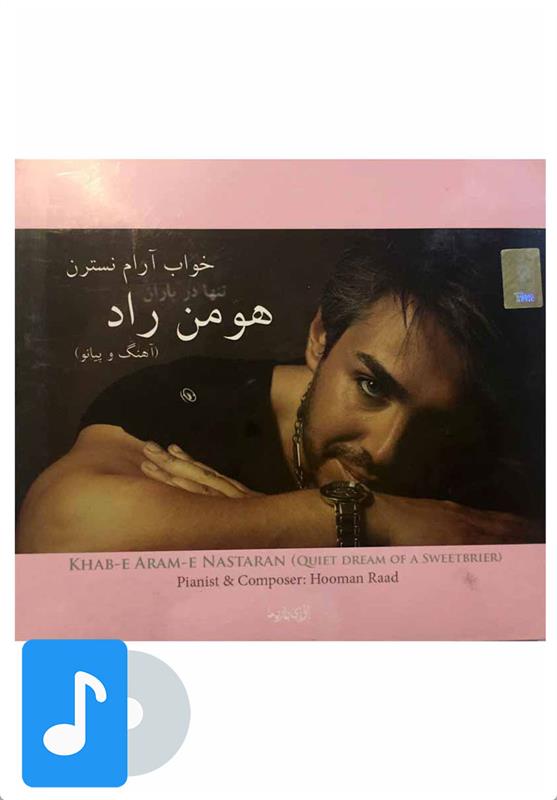 خواب آرام نسترن
تنها در باران
هومن راد
(آهنگ و پیانو)
KHAB-E ARAM-E NASTARAN (QUIET DREAM OF A SWEETBRIER)
Pianist & Composer: Hooman Raad